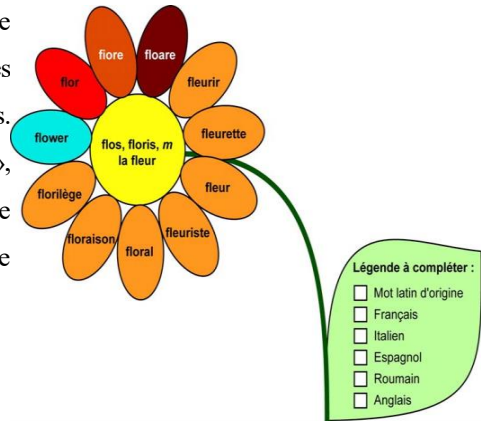 e
es
s.
»,
e
e
fiore
floare
flor
fleurir
flower
fleurette
flos, floris, m
la fleur
florilège
fleur
floraison
floral
fleuriste
Légende à compléter :
Mot latin d'origine
Français
Italien
Espagnol
Roumain
Anglais